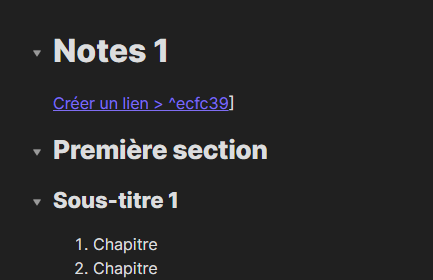 Notes 1
Créer un lien > ^ecfc39]
Première section
Sous-titre 1
1. Chapitre
2. Chapitre